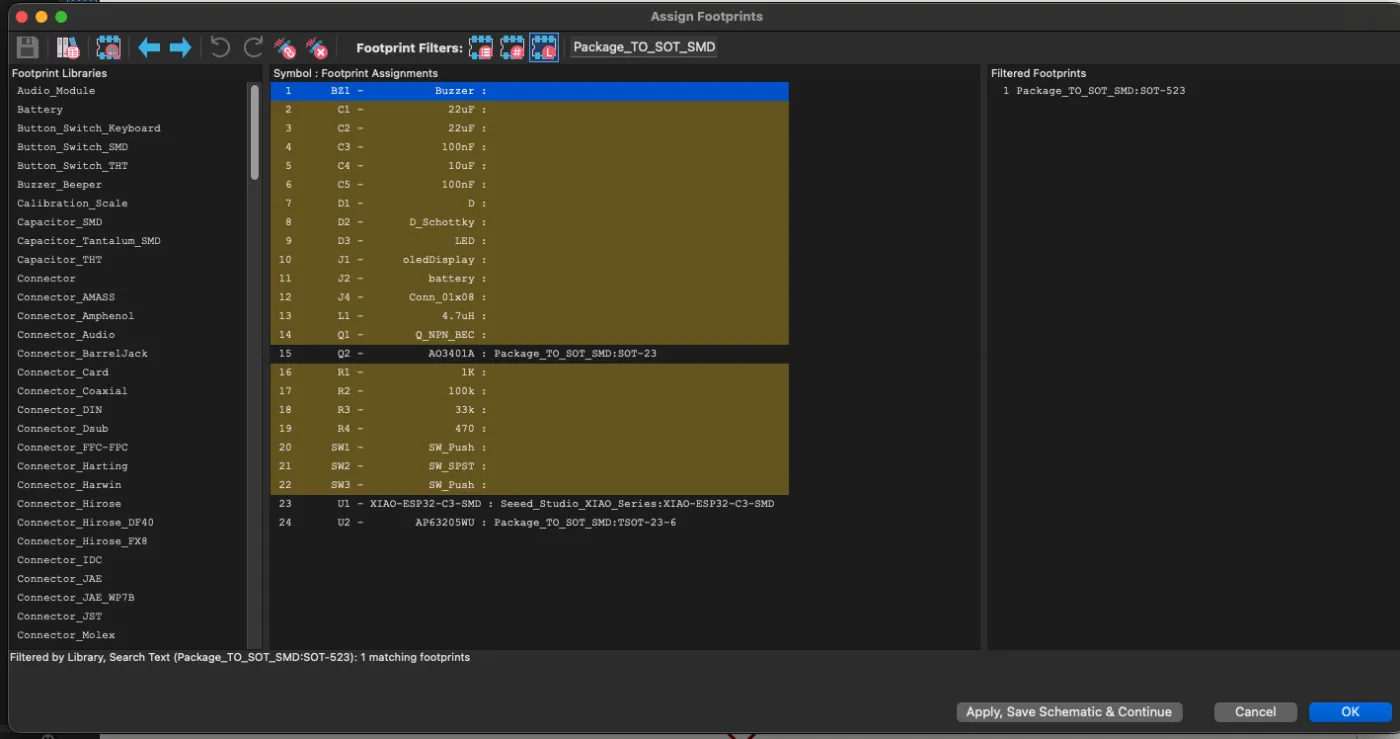 Assign Footprints
Footprint Filters: Package_TO_SOT_SMD
Footprint Libraries
Audio_Module
Battery
Button_Switch_Keyboard
Button_Switch_SMD
Button_Switch_THT
Buzzer_Beeper
Calibration_Scale
Capacitor_SMD
Capacitor_Tantalum_SMD
Capacitor_THT
Connector
Connector_AMASS
Connector_Amphenol
Connector_Audio
Connector_BarrelJack
Connector_Card
Connector_Coaxial
Connector_DIN
Connector_Dsub
Connector_FFC-FPC
Connector_Harting
Connector_Harwin
Connector_Hirose
Connector_Hirose_DF40
Connector_Hirose_FX8
Connector_IDC
Connector_JAE
Connector_JAE_WP7B
Connector_JST
Connector_Molex
Symbol : Footprint Assignments
1 BZ1 - Buzzer :
2 C1 - 22uF :
3 C2 - 22uF :
4 C3 - 100nF :
5 C4 - 10uF :
6 C5 - 100nF :
7 D1 - D :
8 D2 - D_Schottky :
9 D3 - LED :
10 J1 - oledDisplay :
11 J2 - battery :
12 J4 - Conn_01x08 :
13 L1 - 4.7uH :
14 Q1 - Q_NPN_BEC :
15 Q2 - AO3401A : Package_TO_SOT_SMD:SOT-23
16 R1 - 1K :
17 R2 - 100k :
18 R3 - 33k :
19 R4 - 470 :
20 SW1 - SW_Push :
21 SW2 - SW_SPST :
22 SW3 - SW_Push :
23 U1 - XIAO-ESP32-C3-SMD : Seeed_Studio_XIAO_Series:XIAO-ESP32-C3-SMD
24 U2 - AP63205WU : Package_TO_SOT_SMD:TSOT-23-6
Filtered Footprints
1 Package_TO_SOT_SMD:SOT-523
Filtered by Library, Search Text (Package_TO_SOT_SMD:SOT-523): 1 matching footprints
Apply, Save Schematic & Continue
Cancel
OK